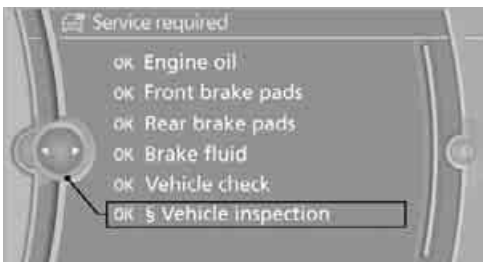 Service required
OK Engine oil
OK Front brake pads
OK Rear brake pads
OK Brake fluid
OK Vehicle check
OK § Vehicle inspection